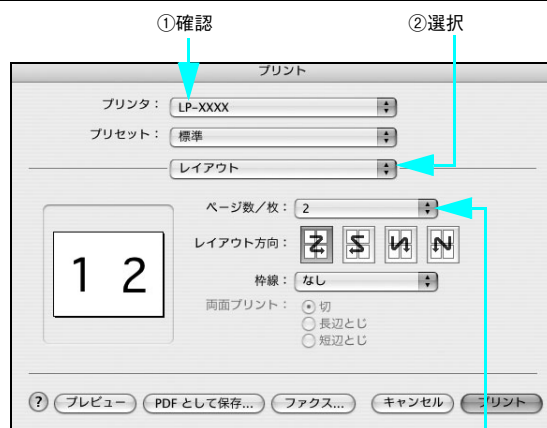 ①確認 ②選択
プリント
プリンタ： LP-XXXX
プリセット： 標準
レイアウト
ページ数／枚： 2
レイアウト方向：
1 2
枠線： なし
両面プリント： 切
長辺とじ
短辺とじ
? プレビュー PDF として保存... ファクス... キャンセル プリント